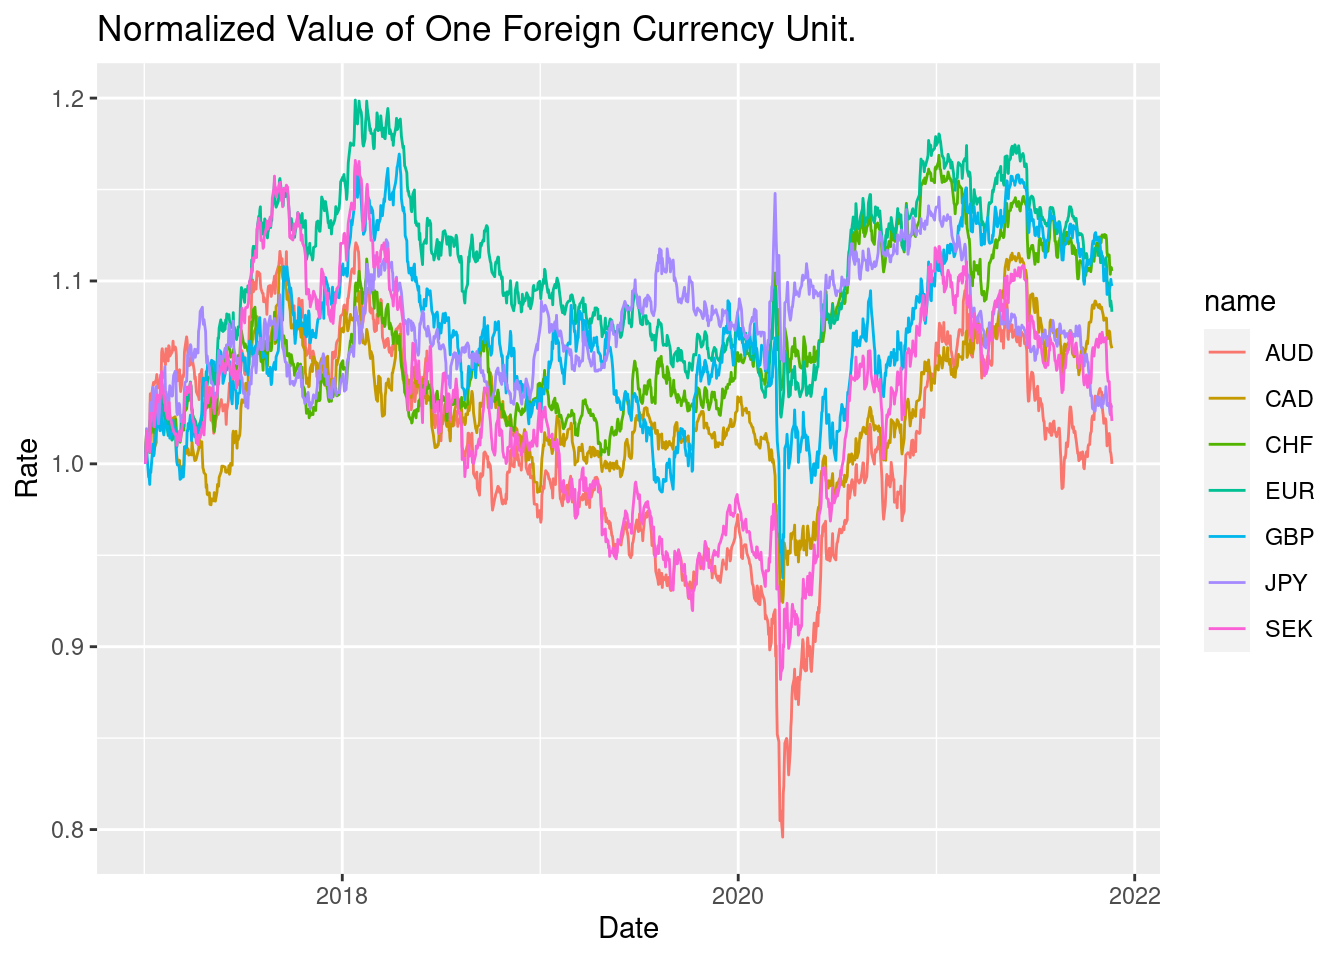 Normalized Value of One Foreign Currency Unit.
1.2
1.1
1.0
0.9
0.8
Rate
2018
2020
2022
Date
name
AUD
CAD
CHF
EUR
GBP
JPY
SEK